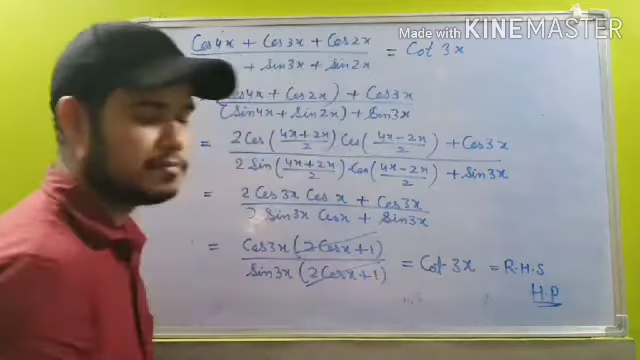 Made with KINEMASTER
Cos4x + Cos3x + Cos2x / + Sin3x + Sin2x = Cot 3x
Cos4x + Cos2x) + Cos3x / (Sin4x + Sin2x) + Sin3x
= 2Cos(4x+2x/2) Cos(4x-2x/2) + Cos3x / 2Sin(4x+2x/2) Cos(4x-2x/2) + Sin3x
= 2Cos3x Cosx + Cos3x / 2Sin3x Cosx + Sin3x
= Cos3x (2Cosx+1) / Sin3x (2Cosx+1) = Cot 3x = R.H.S
H.P